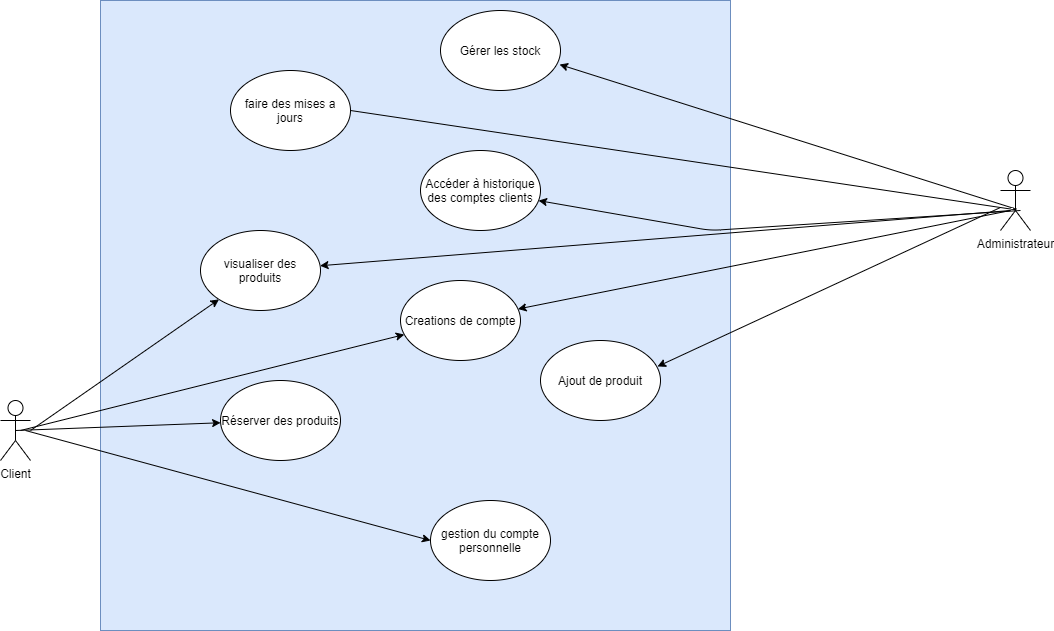 Gérer les stock
faire des mises a
jours
Accéder à historique
des comptes clients
Administrateur
visualiser des
produits
Creations de compte
Ajout de produit
Réserver des produits
Client
gestion du compte
personnelle